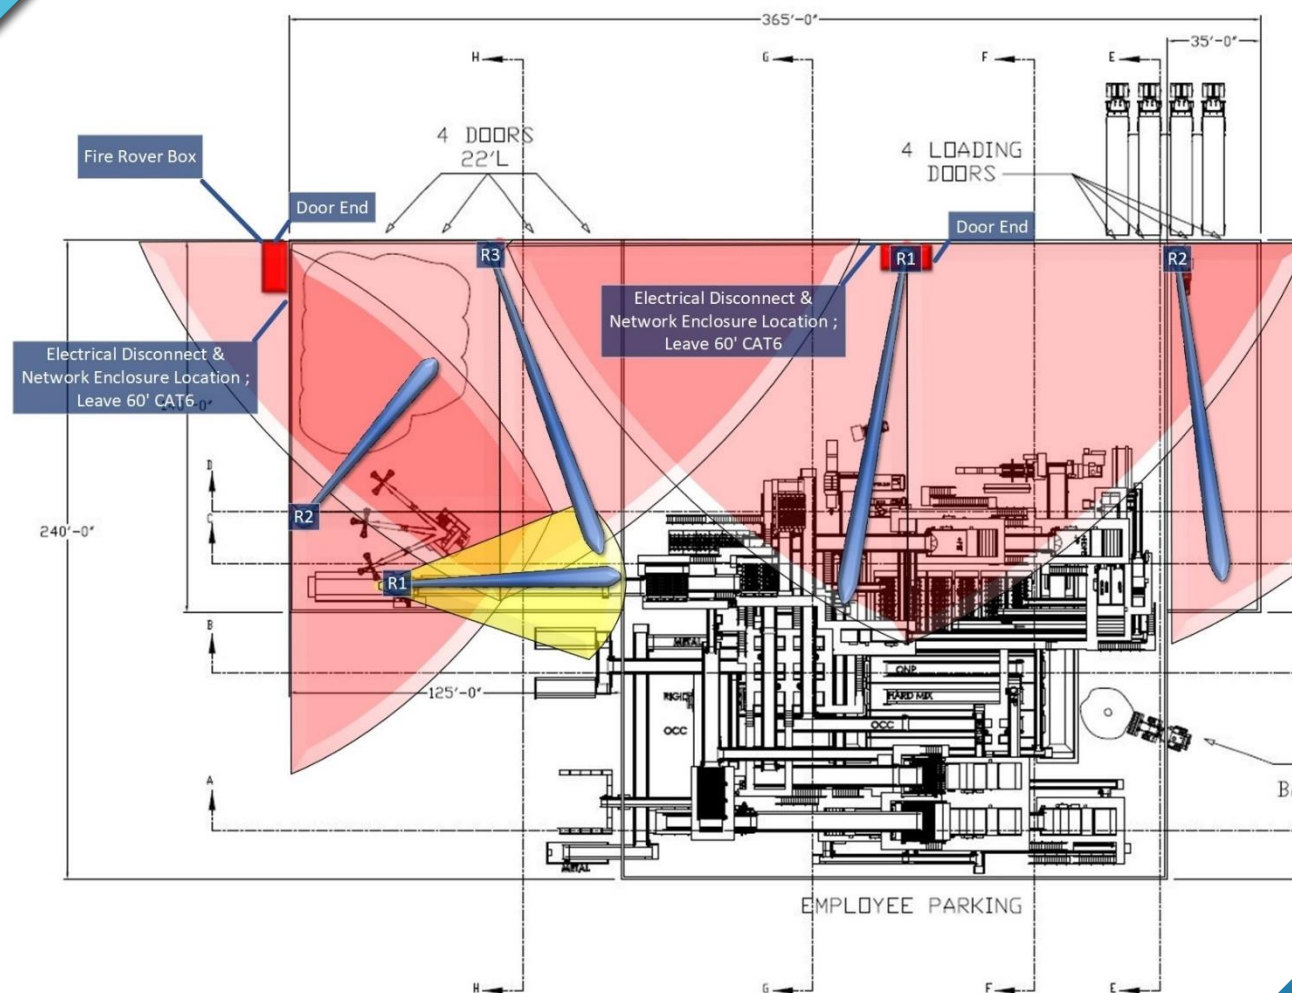 365'-0"
35'-0"
H
G
F
E
4 DOORS
22'L
4 LOADING
DOORS
Fire Rover Box
Door End
Door End
R3
R1
R2
Electrical Disconnect &
Network Enclosure Location ;
Leave 60' CAT6
Electrical Disconnect &
Network Enclosure Location ;
Leave 60' CAT6
D
C
R2
240'-0"
R1
B
METAL
ONP
125'-0"
RIGID
HARD MIX
OCC
OCC
A
METAL
EMPLOYEE PARKING
H
G
F
E